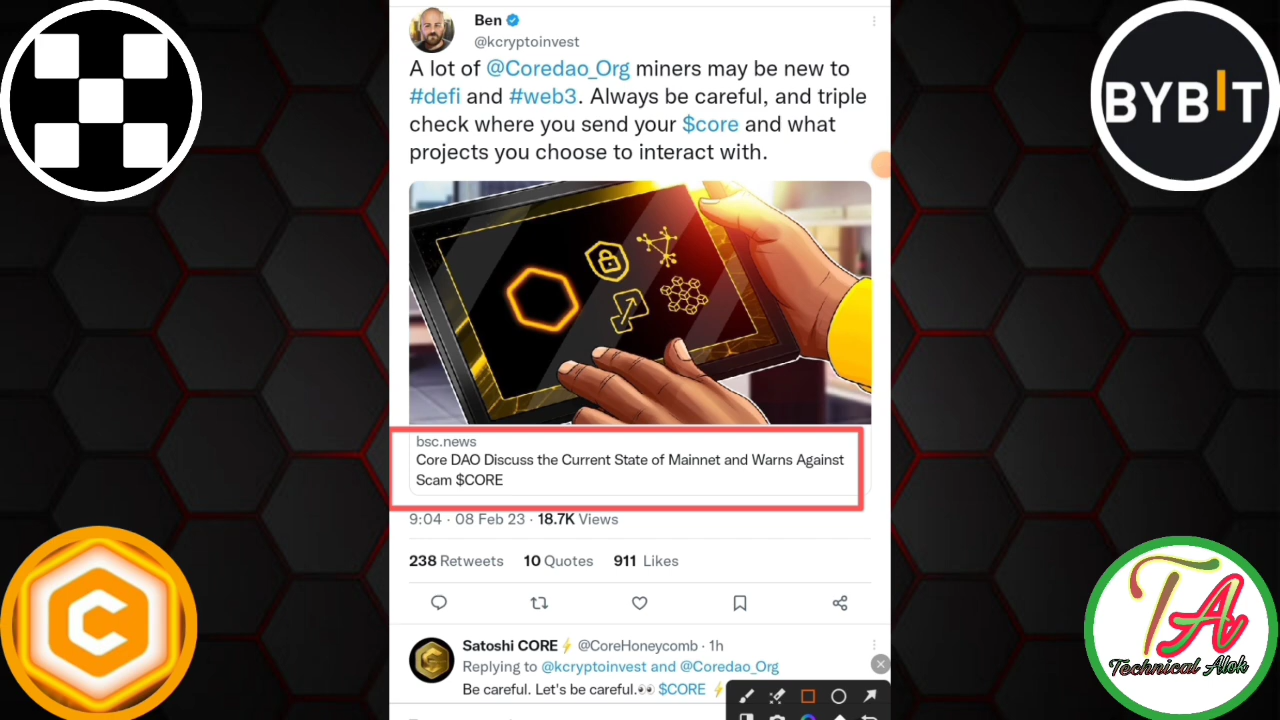 Ben
@kcryptoinvest
A lot of @Coredao_Org miners may be new to
#defi and #web3. Always be careful, and triple
check where you send your $core and what
projects you choose to interact with.
bsc.news
Core DAO Discuss the Current State of Mainnet and Warns Against
Scam $CORE
9:04 · 08 Feb 23 · 18.7K Views
238 Retweets 10 Quotes 911 Likes
Satoshi CORE⚡ @CoreHoneycomb · 1h
Replying to @kcryptoinvest and @Coredao_Org
Be careful. Let's be careful.👀 $CORE ⚡
BYBIT
C
TA
Technical Alok